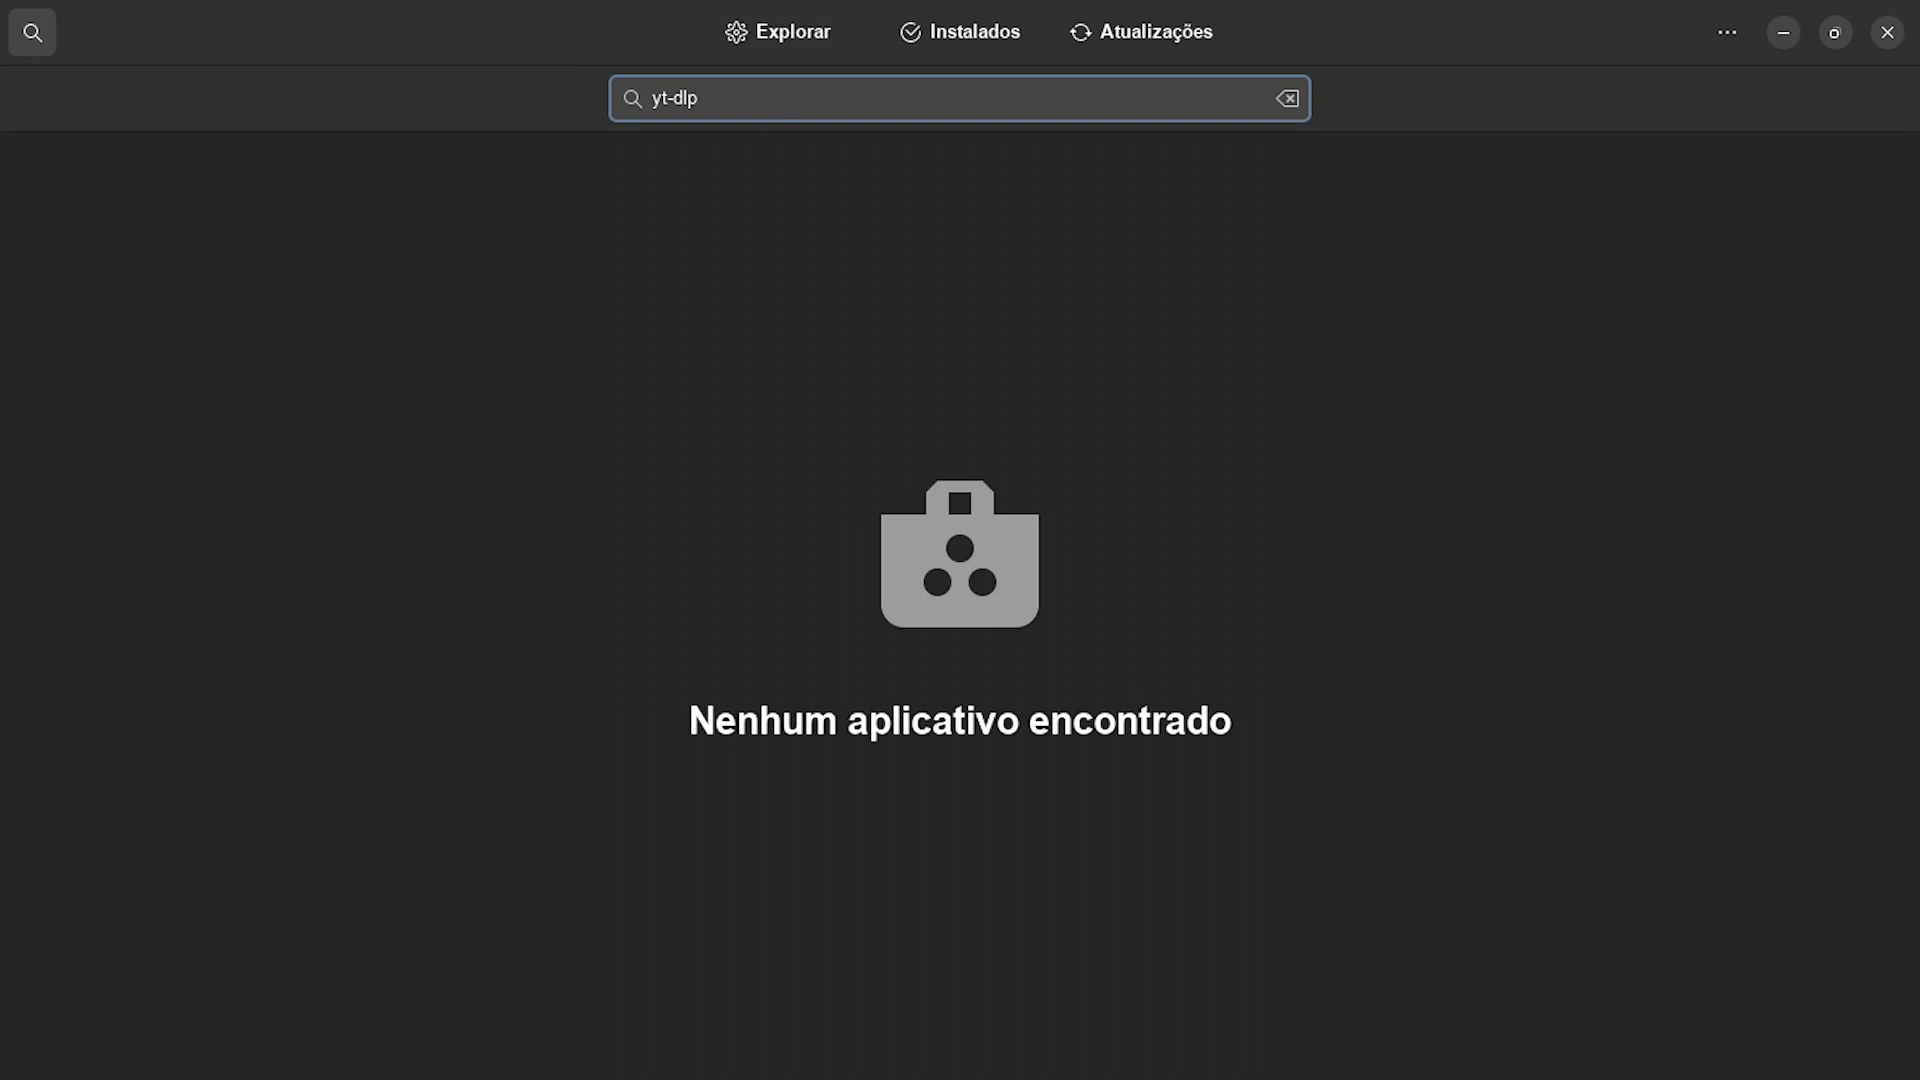 Explorar
Instalados
Atualizações
yt-dlp
Nenhum aplicativo encontrado